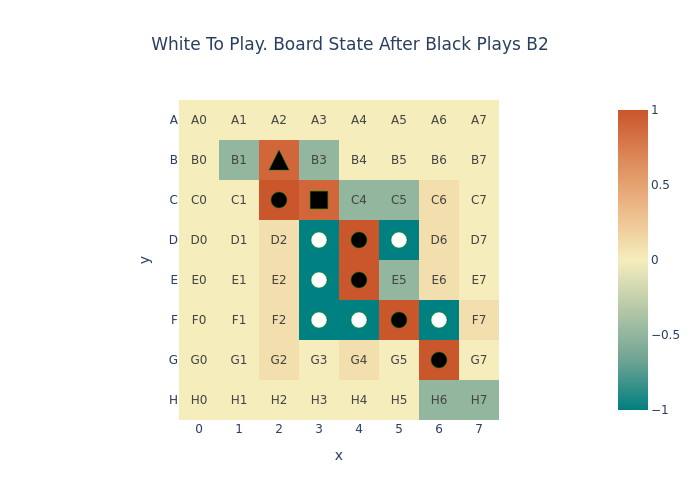 White To Play. Board State After Black Plays B2
A A0 A1 A2 A3 A4 A5 A6 A7
B B0 B1 B3 B4 B5 B6 B7
C C0 C1 C4 C5 C6 C7
D D0 D1 D2 D6 D7
E E0 E1 E2 E5 E6 E7
F F0 F1 F2 F7
G G0 G1 G2 G3 G4 G5 G7
H H0 H1 H2 H3 H4 H5 H6 H7
0 1 2 3 4 5 6 7
x
y
1
0.5
0
−0.5
−1